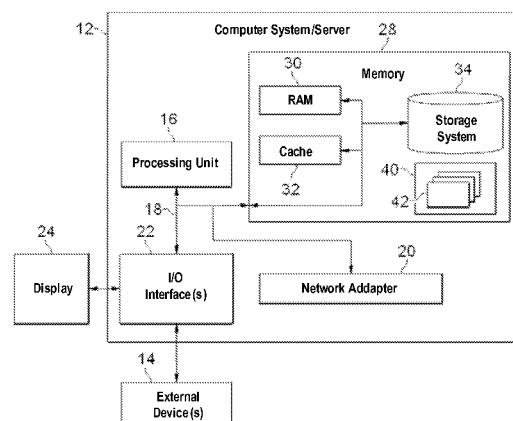 12
Computer System/Server
28
30
Memory
34
RAM
16
Storage
System
Processing Unit
Cache
32
40
42
18
24
22
20
Display
I/O
Interface(s)
Network Addapter
14
External
Device(s)